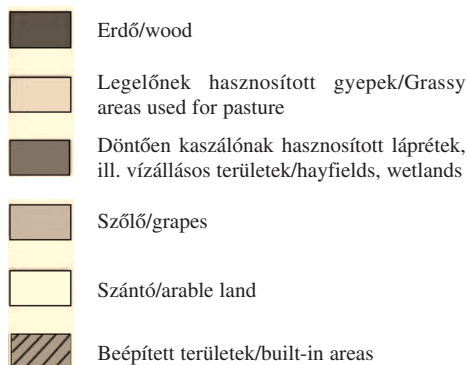 Erdő/wood
Legelőnek hasznosított gyepek/Grassy
areas used for pasture
Döntően kaszálónak hasznosított láprétek,
ill. vízállásos területek/hayfields, wetlands
Szőlő/grapes
Szántó/arable land
Beépített területek/built-in areas